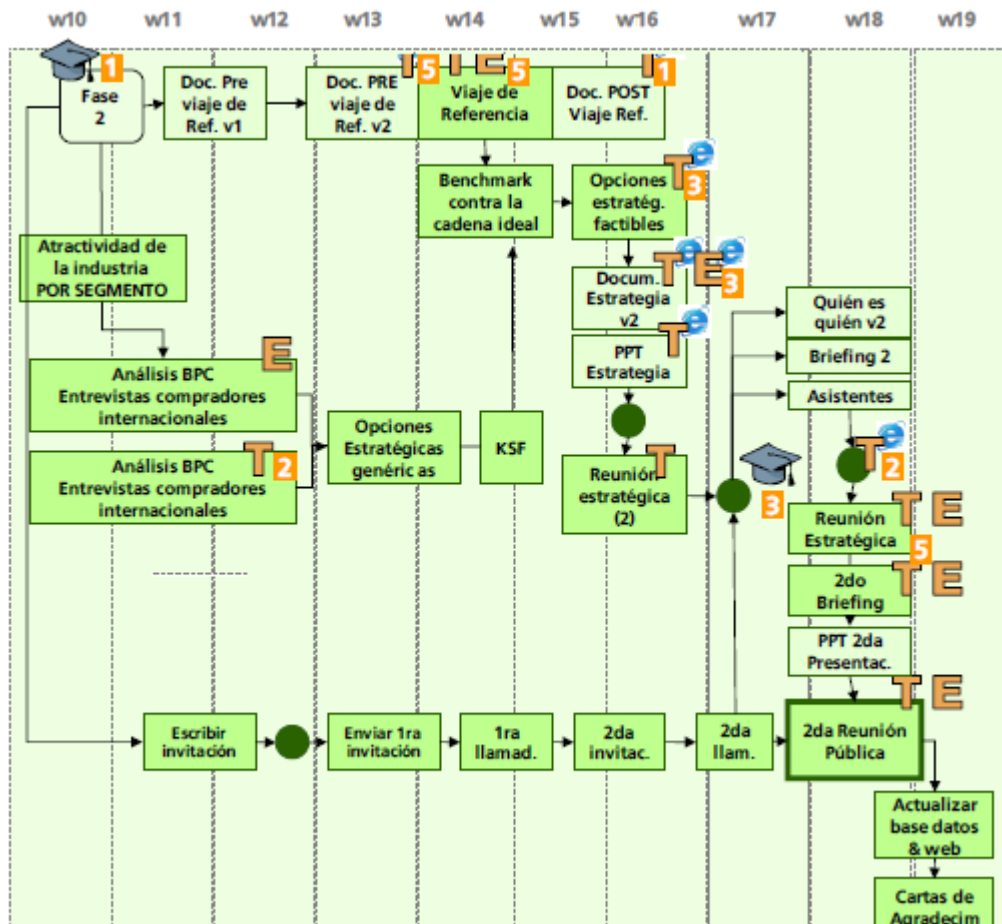 w10 w11 w12 w13 w14 w15 w16 w17 w18 w19
1
Fase
2
Doc. Pre
viaje de
Ref. v1
Doc. PRE
viaje de
Ref. v2
T 5
T E 5
Viaje de
Referencia
T 1
Doc. POST
Viaje Ref.
Benchmark
contra la
cadena ideal
Opciones
estratég.
factibles
T e
3
Atractividad de
la industria
POR SEGMENTO
Docum.
Estrategia
v2
T e E e
3
PPT
Estrategia
T e
Quién es
quién v2
Briefing 2
Asistentes
Análisis BPC
Entrevistas compradores
internacionales
E
Análisis BPC
Entrevistas compradores
internacionales
T 2
Opciones
Estratégicas
genéricas
KSF
Reunión
estratégica
(2)
T
3
T e
2
Reunión
Estratégica
T E
5
2do
Briefing
T E
PPT 2da
Presentac.
T E
Escribir
invitación
Enviar 1ra
invitación
1ra
llamad.
2da
invitac.
2da
llam.
2da Reunión
Pública
Actualizar
base datos
& web
Cartas de
Agradecim